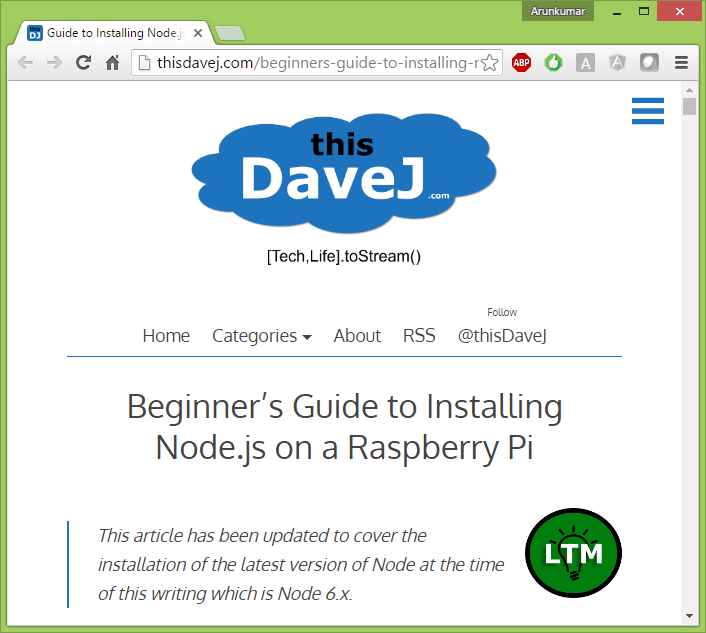 Arunkumar
this
DJ
Guide to Installing Node.js
thisdavej.com/beginners-guide-to-installing-r
ABP
A
A
this
DaveJ.com
[Tech,Life].toStream()
Follow
Home Categories About RSS @thisDaveJ
Beginner’s Guide to Installing
Node.js on a Raspberry Pi
This article has been updated to cover the
installation of the latest version of Node at the time
of this writing which is Node 6.x.
LTM